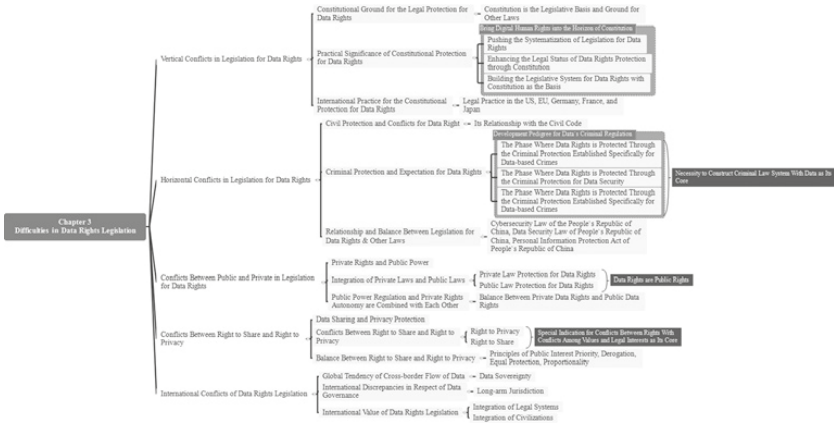 Chapter 3
Difficulties in Data Rights Legislation
Vertical Conflicts in Legislation for Data Rights
Constitutional Ground for the Legal Protection for
Data Rights
Constitution is the Legislative Basis and Ground for
Other Laws
Practical Significance of Constitutional Protection
for Data Rights
Being Digital Human Rights into the Horizon of Constitution
Pushing the Systematization of Legislation for Data
Rights
Enhancing the Legal Status of Data Rights Protection
through Constitution
Building the Legislative System for Data Rights with
Constitution as the Basis
International Practice for the Constitutional
Protection for Data Rights
Legal Practice in the US, EU, Germany, France, and
Japan
Horizontal Conflicts in Legislation for Data Rights
Civil Protection and Conflicts for Data Right
Its Relationship with the Civil Code
Criminal Protection and Expectation for Data Rights
Development Pedigree for Data's Criminal Regulation
The Phase Where Data Rights is Protected Through
the Criminal Protection Established Specifically for
Data-based Crimes
The Phase Where Data Rights is Protected Through
the Criminal Protection for Data Security
The Phase Where Data Rights is Protected Through
the Criminal Protection Established Specifically for
Data-based Crimes
Necessity to Construct Criminal Law System With Data as Its
Core
Relationship and Balance Between Legislation for
Data Rights & Other Laws
Cybersecurity Law of the People's Republic of
China, Data Security Law of People's Republic of
China, Personal Information Protection Act of
People's Republic of China
Conflicts Between Public and Private in Legislation
for Data Rights
Private Rights and Public Power
Integration of Private Laws and Public Laws
Private Law Protection for Data Rights
Public Law Protection for Data Rights
Data Rights are Public Rights
Public Power Regulation and Private Rights
Autonomy are Combined with Each Other
Balance Between Private Data Rights and Public Data
Rights
Conflicts Between Right to Share and Right to
Privacy
Data Sharing and Privacy Protection
Conflicts Between Right to Share and Right to
Privacy
Right to Privacy
Right to Share
Special Indication for Conflicts Between Rights With
Conflicts Among Values and Legal Interests as Its Core
Balance Between Right to Share and Right to Privacy
Principles of Public Interest Priority, Derogation,
Equal Protection, Proportionality
International Conflicts of Data Rights Legislation
Global Tendency of Cross-border Flow of Data
Data Sovereignty
International Discrepancies in Respect of Data
Governance
Long-arm Jurisdiction
International Value of Data Rights Legislation
Integration of Legal Systems
Integration of Civilizations